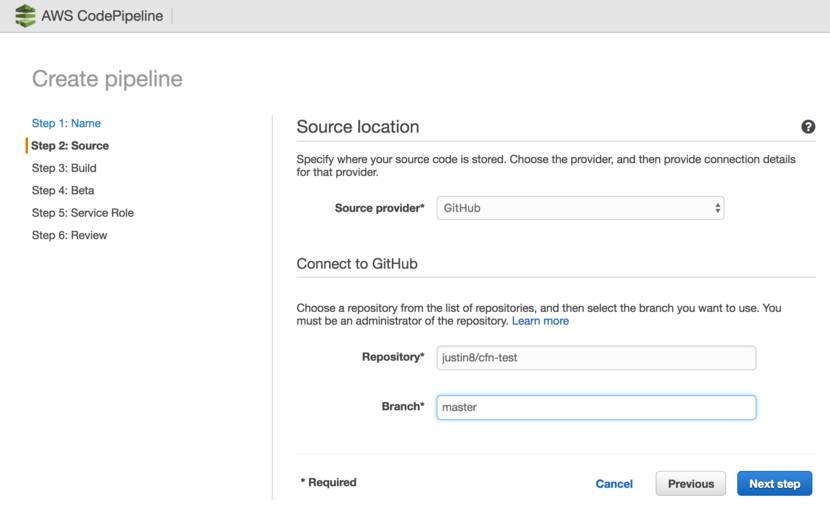 AWS CodePipeline
Create pipeline
Step 1: Name
Step 2: Source
Step 3: Build
Step 4: Beta
Step 5: Service Role
Step 6: Review
Source location
?
Specify where your source code is stored. Choose the provider, and then provide connection details
for that provider.
Source provider*
GitHub
Connect to GitHub
Choose a repository from the list of repositories, and then select the branch you want to use. You
must be an administrator of the repository. Learn more
Repository*
justin8/cfn-test
Branch*
master
* Required
Cancel
Previous
Next step